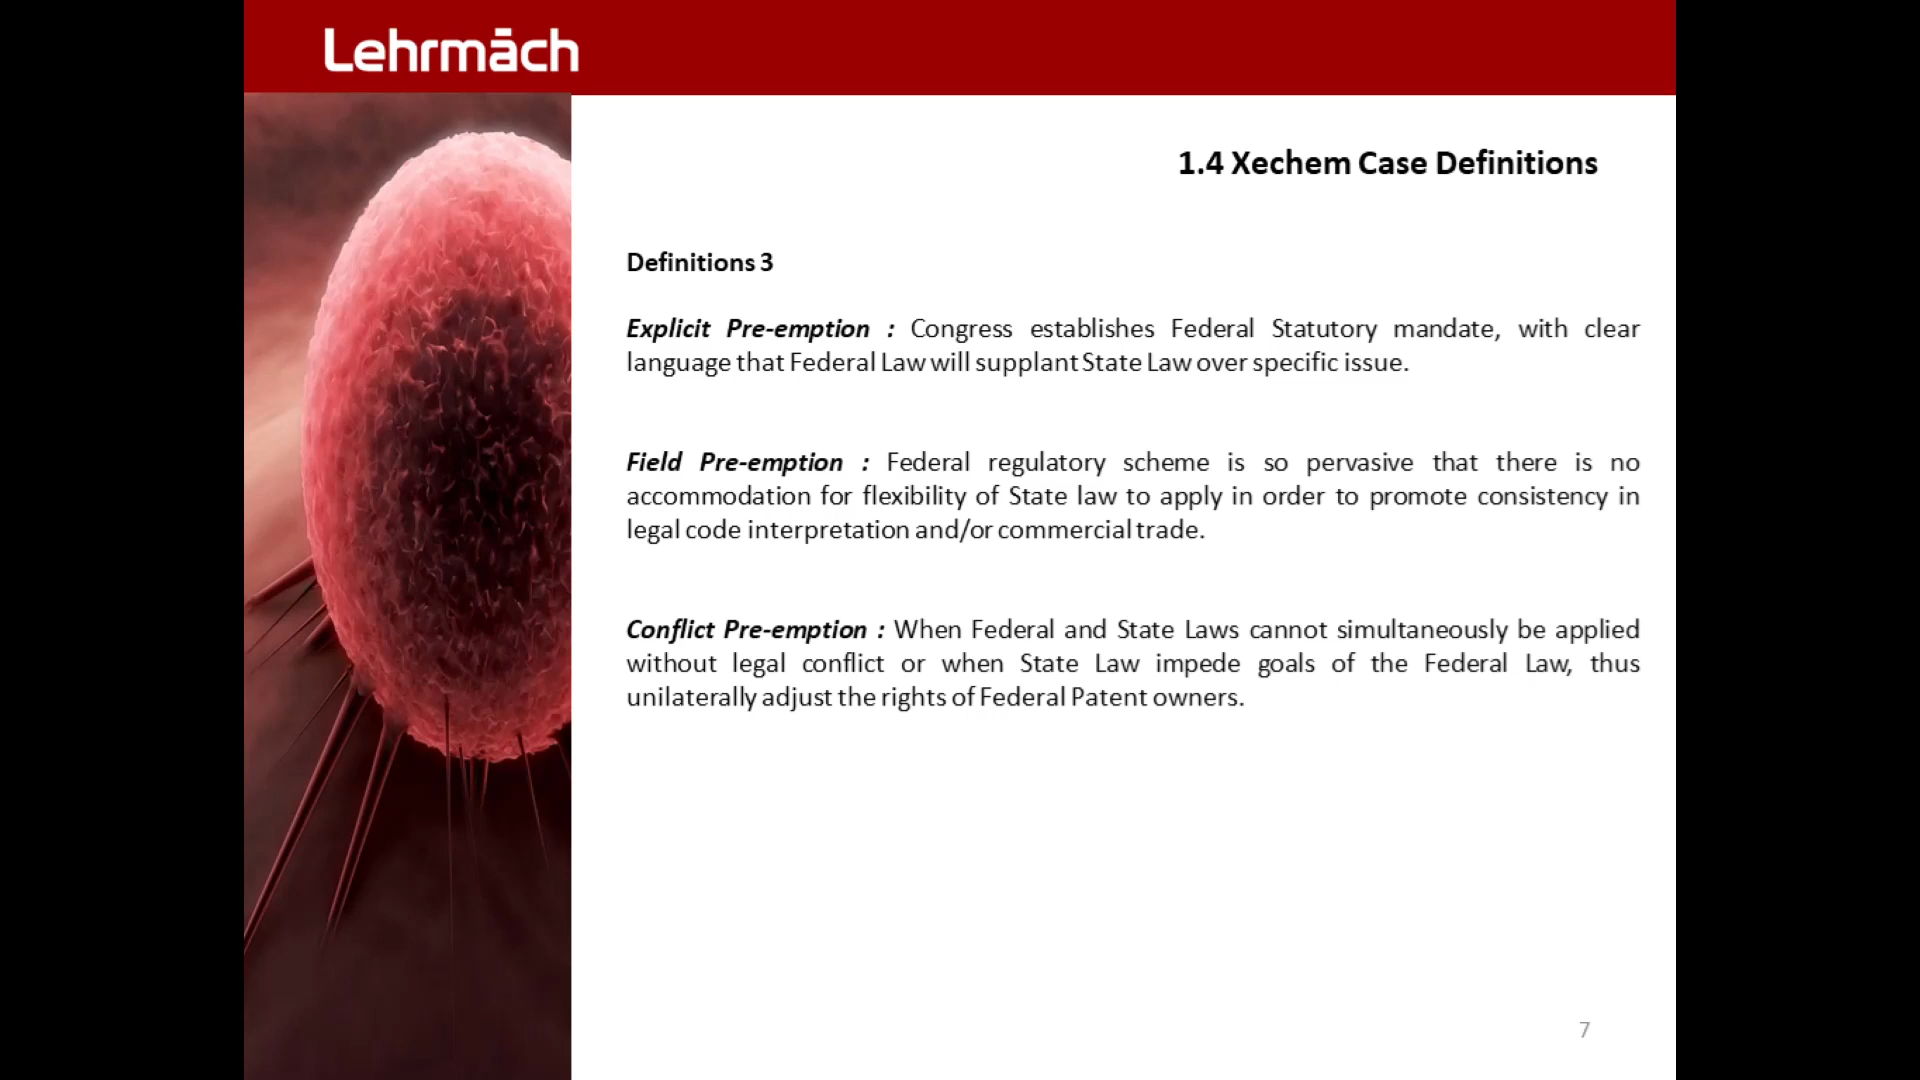 Lehrmāch
1.4 Xechem Case Definitions
Definitions 3
Explicit Pre-emption : Congress establishes Federal Statutory mandate, with clear
language that Federal Law will supplant State Law over specific issue.
Field Pre-emption : Federal regulatory scheme is so pervasive that there is no
accommodation for flexibility of State law to apply in order to promote consistency in
legal code interpretation and/or commercial trade.
Conflict Pre-emption : When Federal and State Laws cannot simultaneously be applied
without legal conflict or when State Law impede goals of the Federal Law, thus
unilaterally adjust the rights of Federal Patent owners.
7